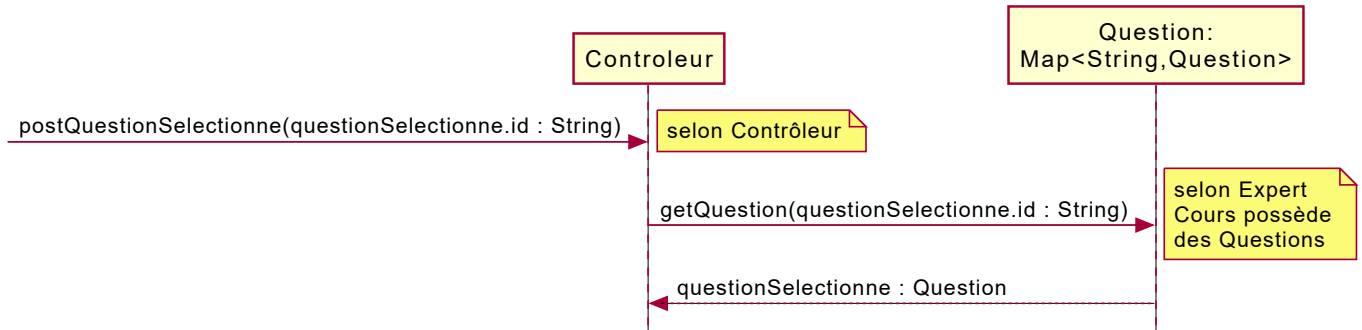 Question:
Map<String,Question>
Controleur
postQuestionSelectionne(questionSelectionne.id : String)
selon Contrôleur
selon Expert
Cours possède
des Questions
getQuestion(questionSelectionne.id : String)
questionSelectionne : Question